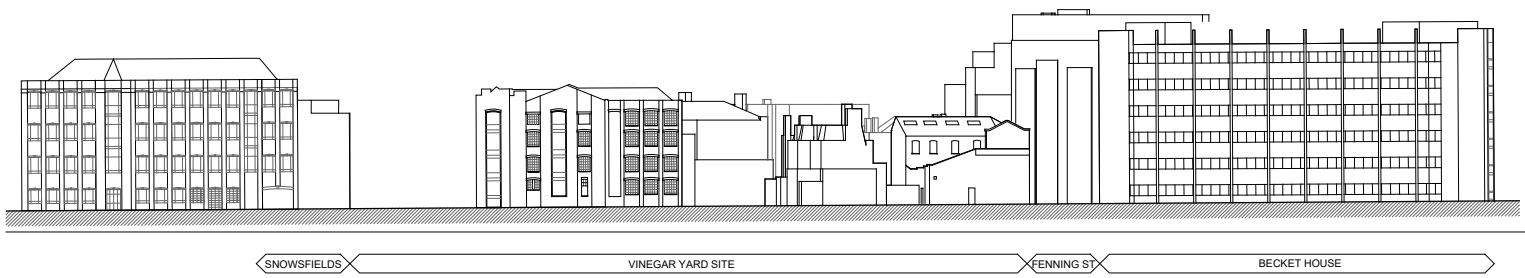 SNOWSFIELDS
VINEGAR YARD SITE
FENNING ST
BECKET HOUSE